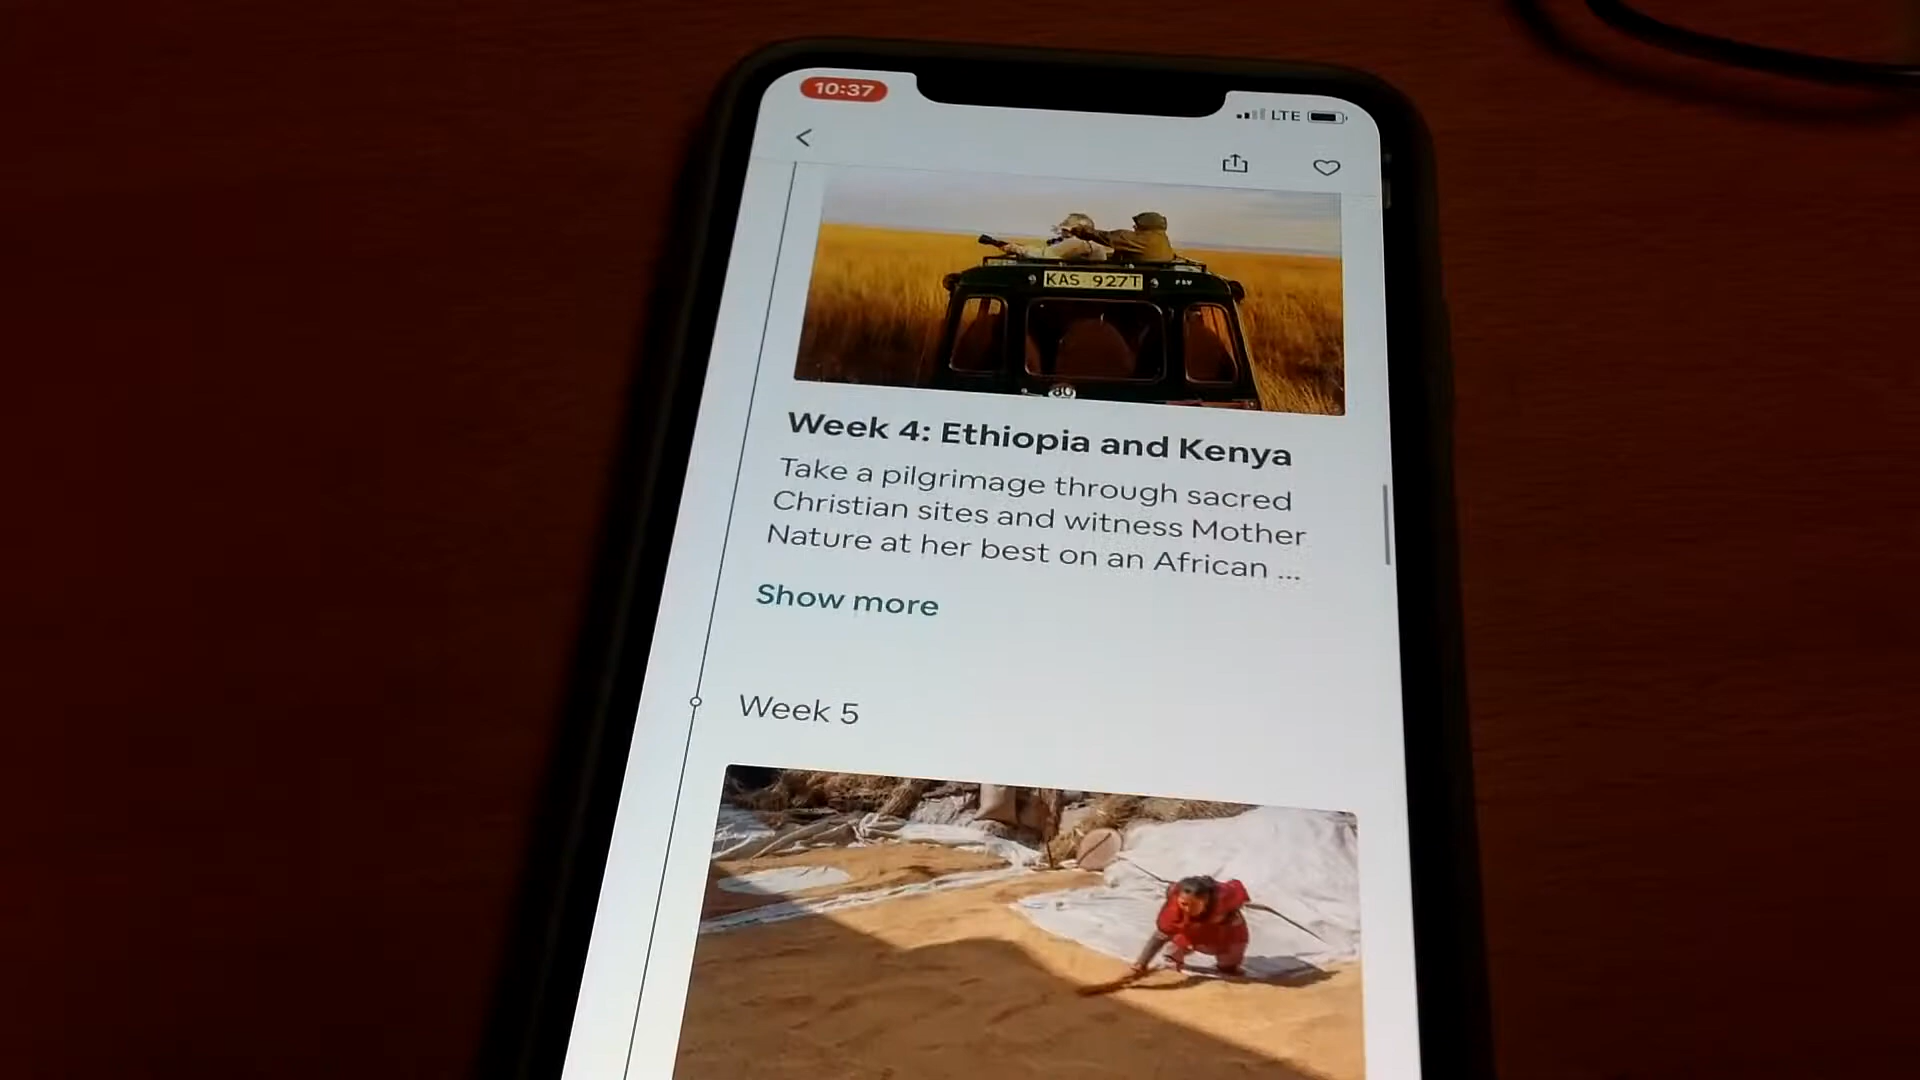 10:37
LTE
KAS 927T
80
Week 4: Ethiopia and Kenya
Take a pilgrimage through sacred
Christian sites and witness Mother
Nature at her best on an African ...
Show more
Week 5